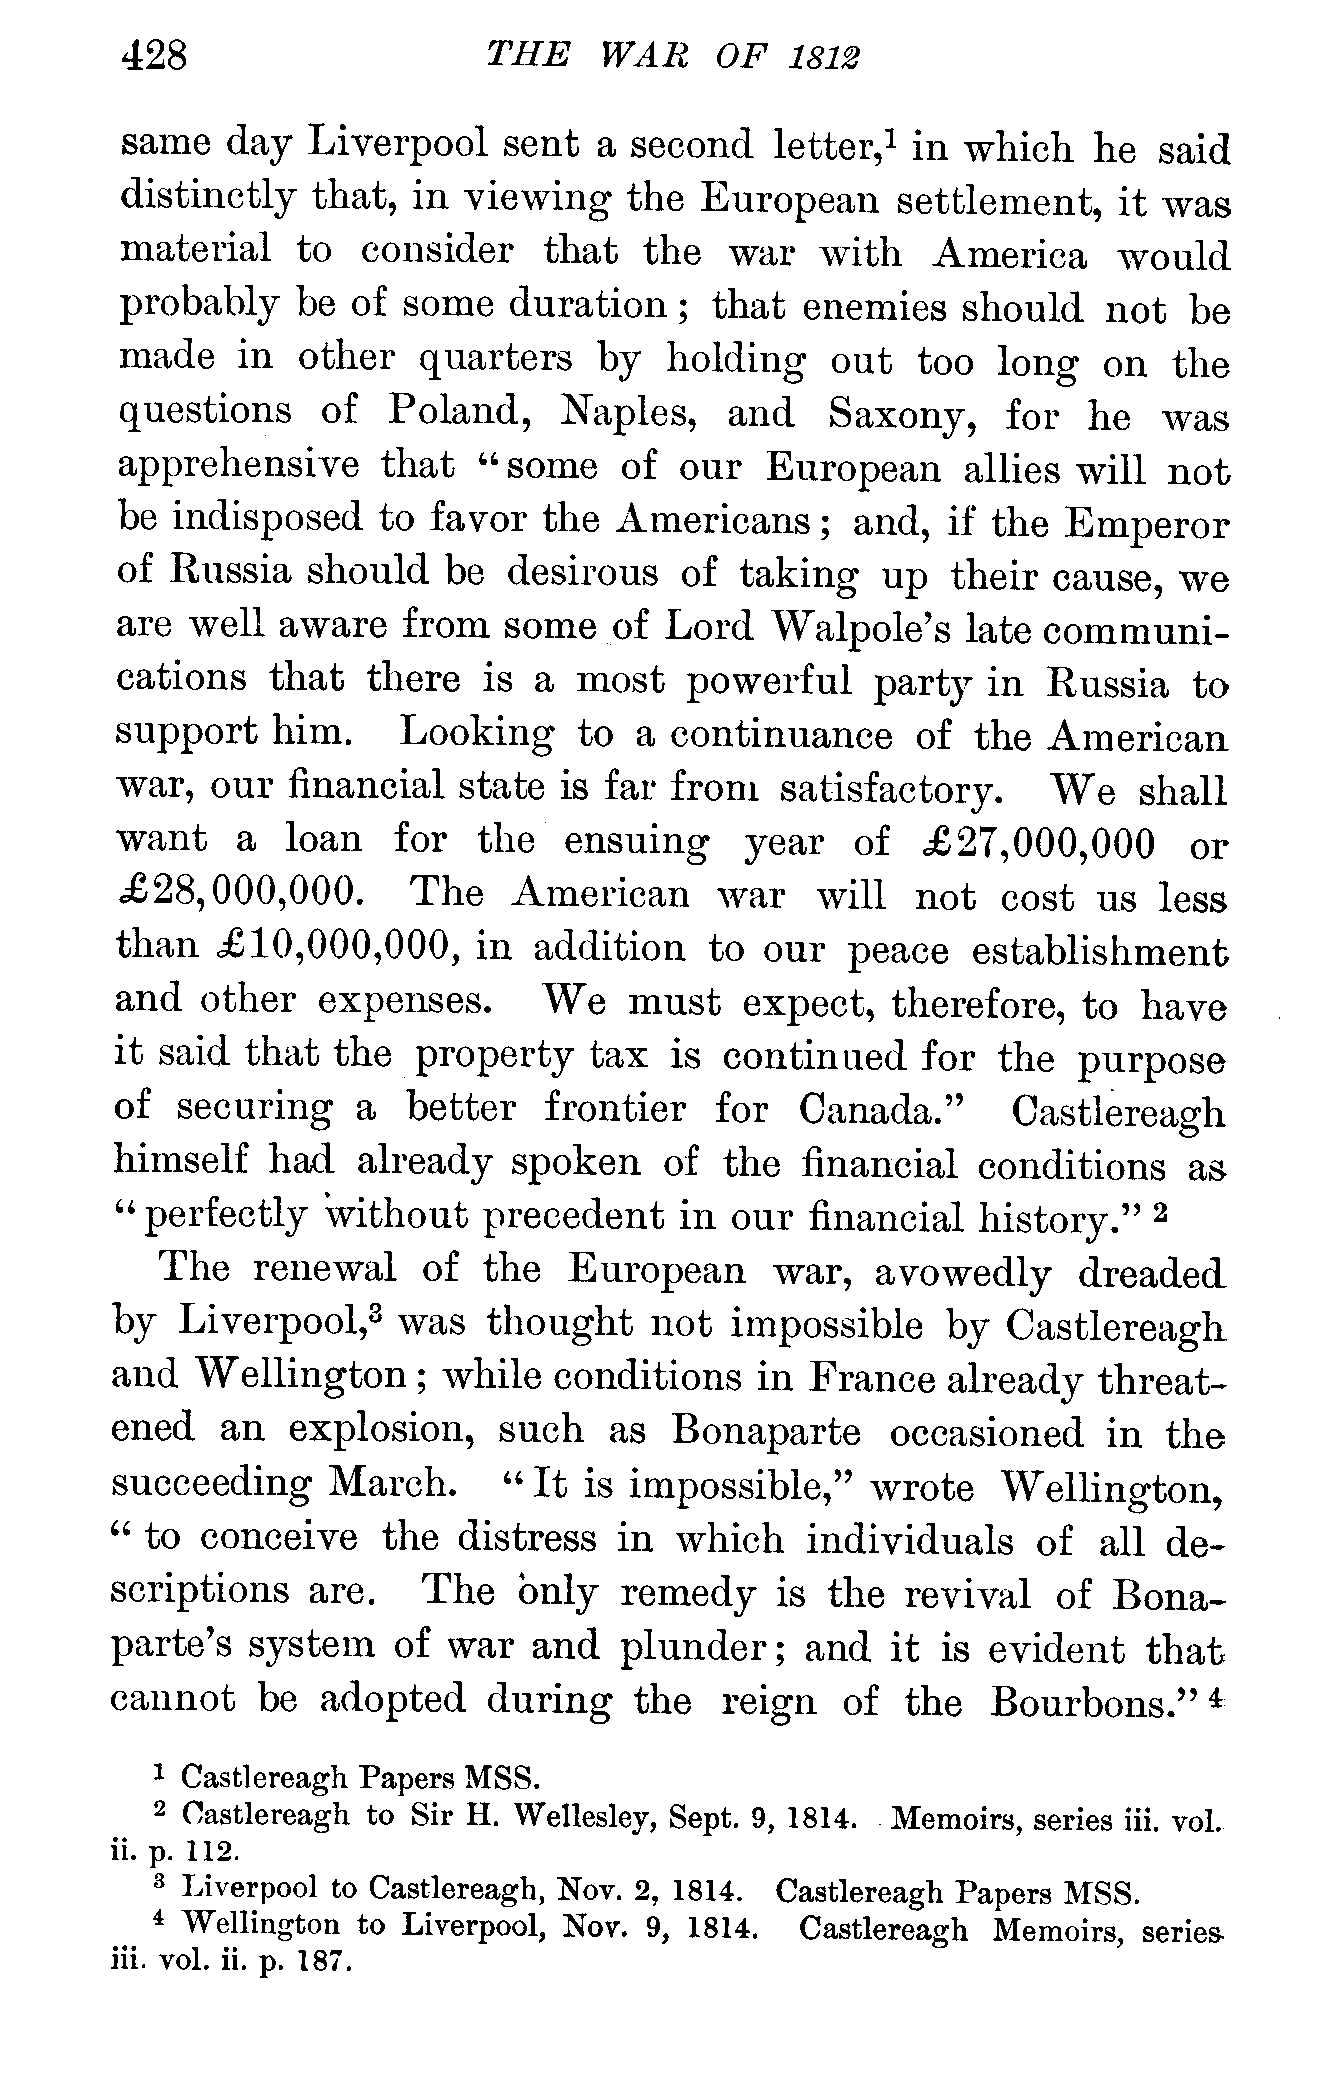 428 THE WAR OF 1812
same day Liverpool sent a second letter,¹ in which he said
distinctly that, in viewing the European settlement, it was
material to consider that the war with America would
probably be of some duration; that enemies should not be
made in other quarters by holding out too long on the
questions of Poland, Naples, and Saxony, for he was
apprehensive that "some of our European allies will not
be indisposed to favor the Americans; and, if the Emperor
of Russia should be desirous of taking up their cause, we
are well aware from some of Lord Walpole's late communi-
cations that there is a most powerful party in Russia to
support him. Looking to a continuance of the American
war, our financial state is far from satisfactory. We shall
want a loan for the ensuing year of £27,000,000 or
£28,000,000. The American war will not cost us less
than £10,000,000, in addition to our peace establishment
and other expenses. We must expect, therefore, to have
it said that the property tax is continued for the purpose
of securing a better frontier for Canada." Castlereagh
himself had already spoken of the financial conditions as
"perfectly without precedent in our financial history." ²
The renewal of the European war, avowedly dreaded
by Liverpool,³ was thought not impossible by Castlereagh
and Wellington; while conditions in France already threat-
ened an explosion, such as Bonaparte occasioned in the
succeeding March. "It is impossible," wrote Wellington,
"to conceive the distress in which individuals of all de-
scriptions are. The only remedy is the revival of Bona-
parte's system of war and plunder; and it is evident that
cannot be adopted during the reign of the Bourbons." ⁴
¹ Castlereagh Papers MSS.
² Castlereagh to Sir H. Wellesley, Sept. 9, 1814. Memoirs, series iii. vol.
ii. p. 112.
³ Liverpool to Castlereagh, Nov. 2, 1814. Castlereagh Papers MSS.
⁴ Wellington to Liverpool, Nov. 9, 1814. Castlereagh Memoirs, series
iii. vol. ii. p. 187.